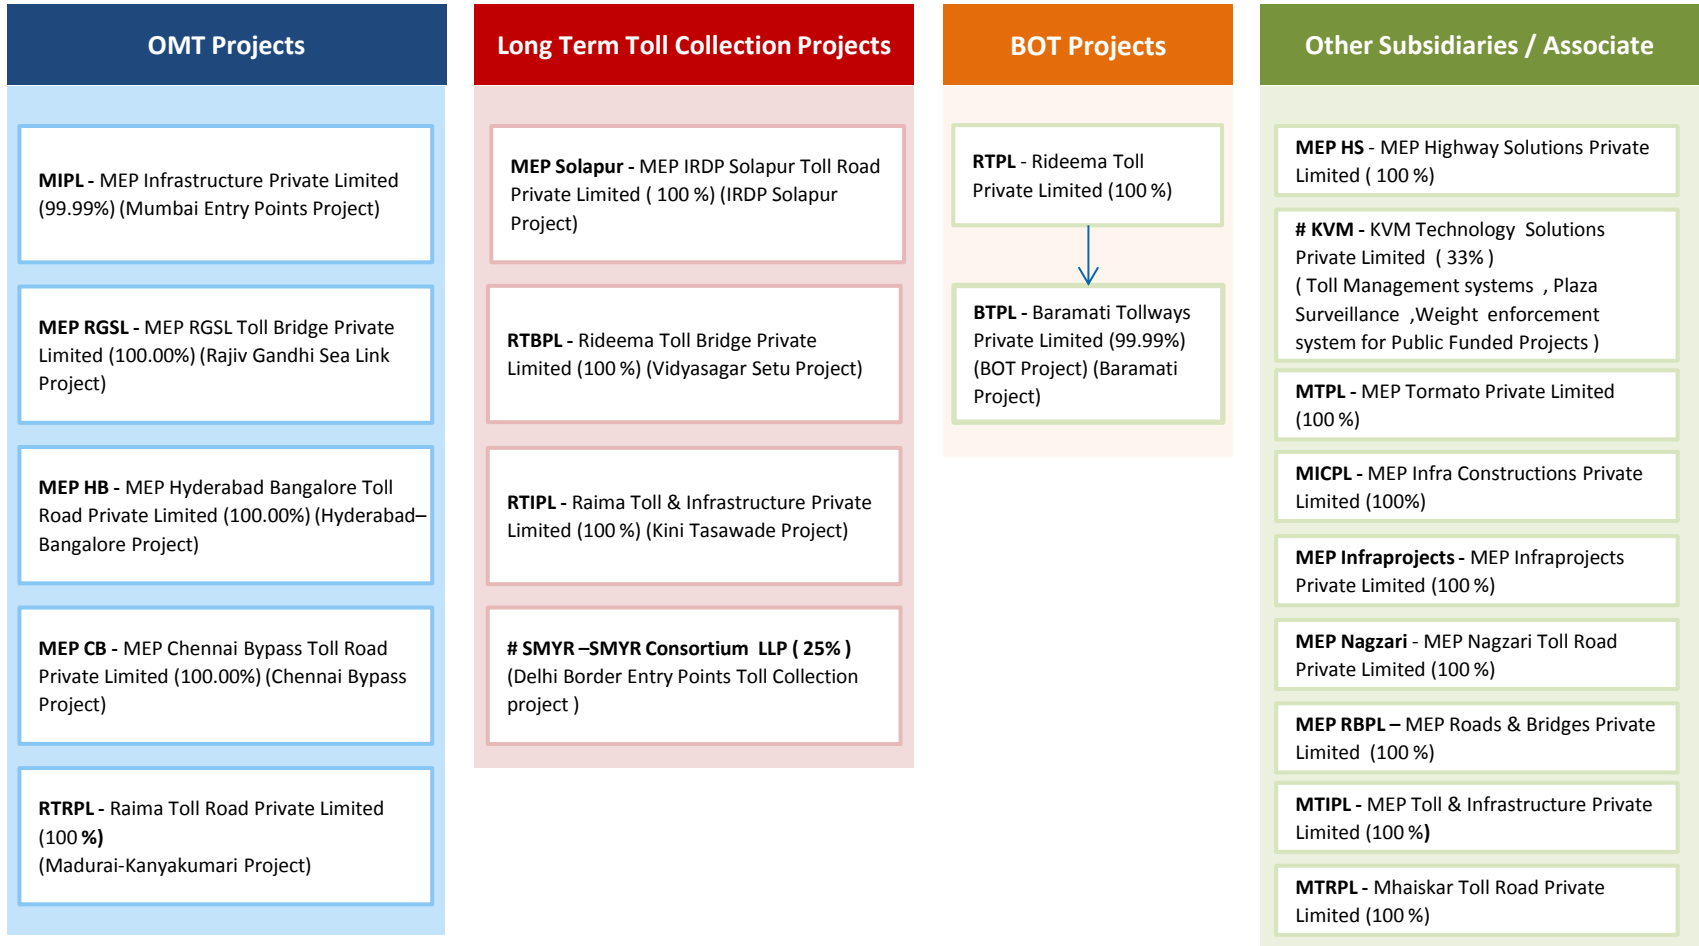 OMT Projects
MIPL - MEP Infrastructure Private Limited
(99.99%) (Mumbai Entry Points Project)
MEP RGSL - MEP RGSL Toll Bridge Private
Limited (100.00%) (Rajiv Gandhi Sea Link
Project)
MEP HB - MEP Hyderabad Bangalore Toll
Road Private Limited (100.00%) (Hyderabad–
Bangalore Project)
MEP CB - MEP Chennai Bypass Toll Road
Private Limited (100.00%) (Chennai Bypass
Project)
RTRPL - Raima Toll Road Private Limited
(100 %)
(Madurai-Kanyakumari Project)
Long Term Toll Collection Projects
MEP Solapur - MEP IRDP Solapur Toll Road
Private Limited ( 100 %) (IRDP Solapur
Project)
RTBPL - Rideema Toll Bridge Private
Limited (100 %) (Vidyasagar Setu Project)
RTIPL - Raima Toll & Infrastructure Private
Limited (100 %) (Kini Tasawade Project)
# SMYR –SMYR Consortium LLP ( 25% )
(Delhi Border Entry Points Toll Collection
project )
BOT Projects
RTPL - Rideema Toll
Private Limited (100 %)
BTPL - Baramati Tollways
Private Limited (99.99%)
(BOT Project) (Baramati
Project)
Other Subsidiaries / Associate
MEP HS - MEP Highway Solutions Private
Limited ( 100 %)
# KVM - KVM Technology Solutions
Private Limited ( 33% )
( Toll Management systems , Plaza
Surveillance ,Weight enforcement
system for Public Funded Projects )
MTPL - MEP Tormato Private Limited
(100 %)
MICPL - MEP Infra Constructions Private
Limited (100%)
MEP Infraprojects - MEP Infraprojects
Private Limited (100 %)
MEP Nagzari - MEP Nagzari Toll Road
Private Limited (100 %)
MEP RBPL – MEP Roads & Bridges Private
Limited (100 %)
MTIPL - MEP Toll & Infrastructure Private
Limited (100 %)
MTRPL - Mhaiskar Toll Road Private
Limited (100 %)